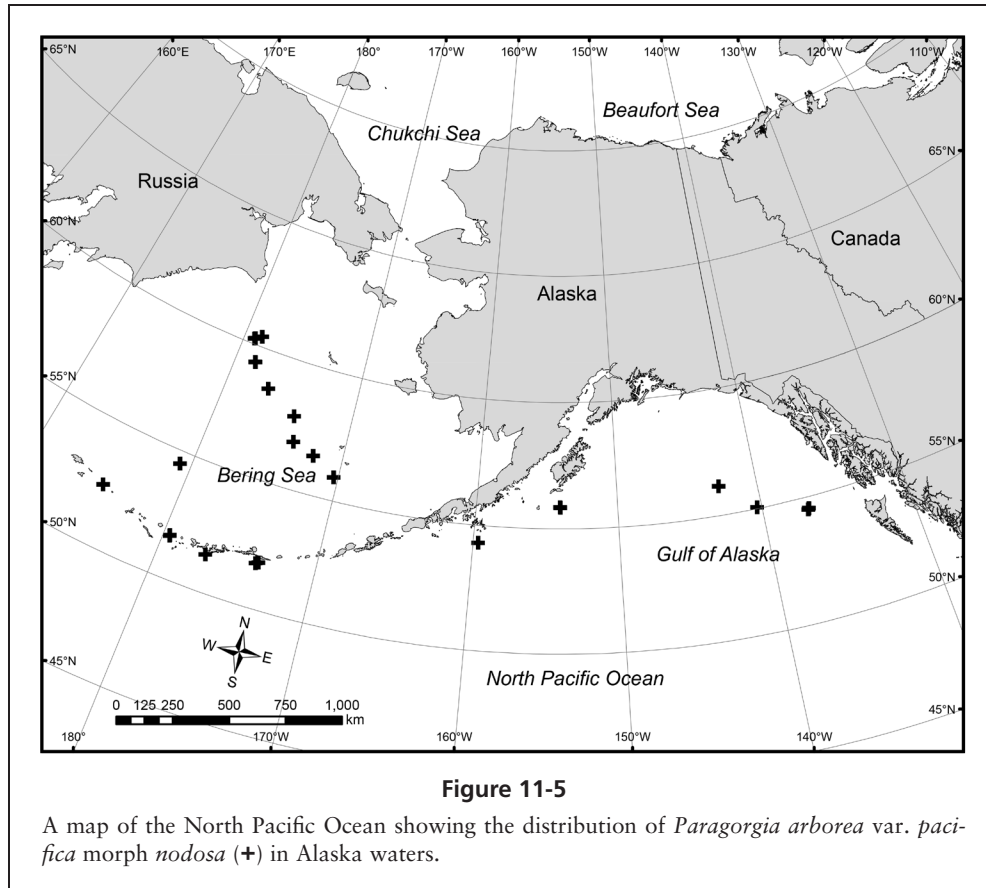 65°N 160°E 170°E 180° 170°W 160°W 150°W 140°W 130°W 120°W 110°W
Beaufort Sea
Chukchi Sea
65°N
Russia
60°N
Canada
Alaska
60°N
55°N
55°N
Bering Sea
50°N
Gulf of Alaska
50°N
N
W E
S
45°N
North Pacific Ocean
0 125 250 500 750 1,000
km
45°N
180° 170°W 160°W 150°W 140°W
Figure 11-5
A map of the North Pacific Ocean showing the distribution of Paragorgia arborea var. paci-
fica morph nodosa (+) in Alaska waters.